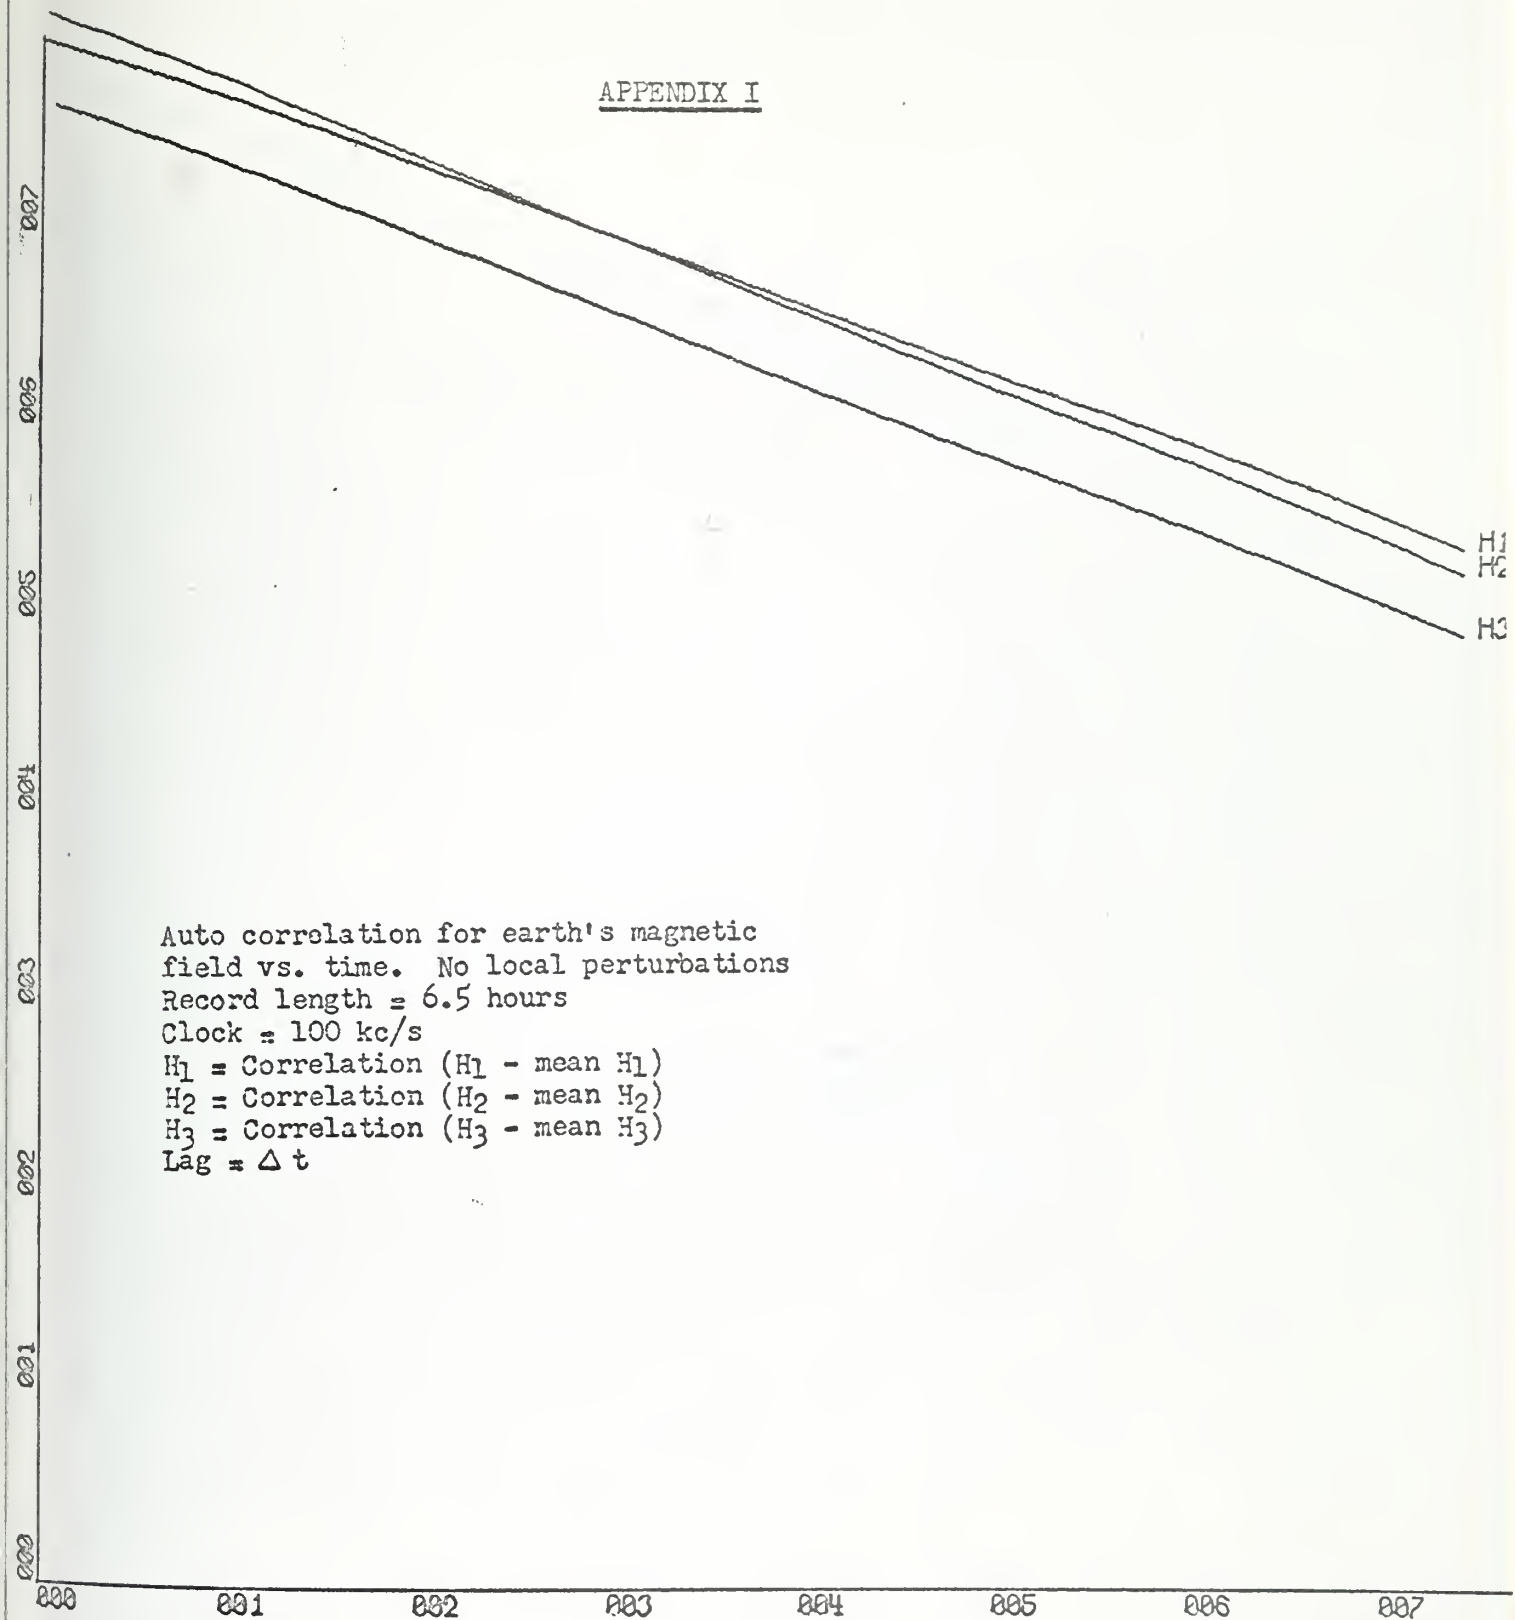 APPENDIX I
007
006
005
004
003
002
001
000
H1
H2
H3
Auto correlation for earth's magnetic
field vs. time. No local perturbations
Record length = 6.5 hours
Clock = 100 kc/s
H1 = Correlation (H1 - mean H1)
H2 = Correlation (H2 - mean H2)
H3 = Correlation (H3 - mean H3)
Lag = Δ t
000 001 002 003 004 005 006 007